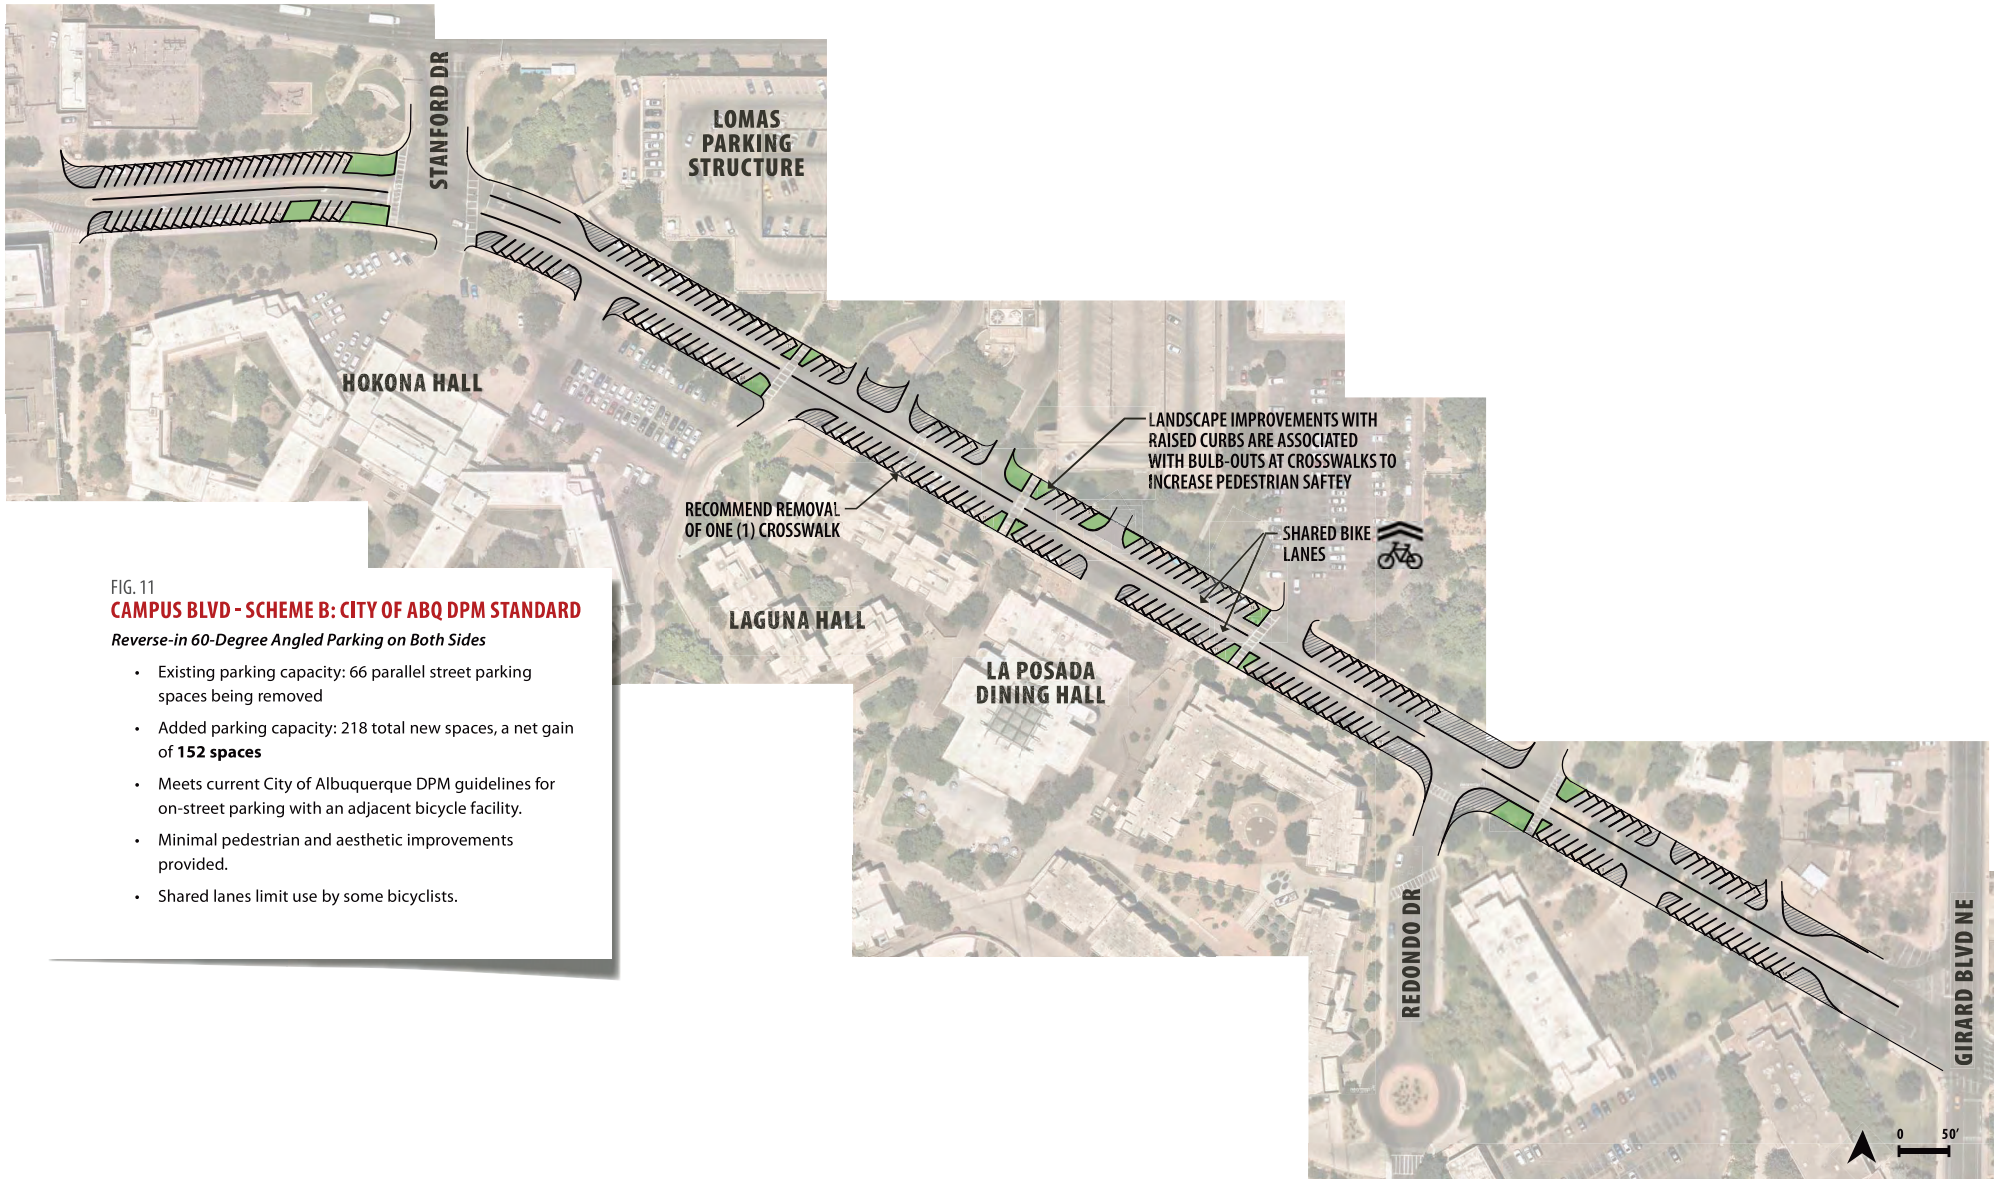 STANFORD DR
LOMAS
PARKING
STRUCTURE
HOKONA HALL
LANDSCAPE IMPROVEMENTS WITH
RAISED CURBS ARE ASSOCIATED
WITH BULB-OUTS AT CROSSWALKS TO
INCREASE PEDESTRIAN SAFTEY
RECOMMEND REMOVAL
OF ONE (1) CROSSWALK
SHARED BIKE
LANES
LAGUNA HALL
LA POSADA
DINING HALL
FIG. 11
CAMPUS BLVD - SCHEME B: CITY OF ABQ DPM STANDARD
Reverse-in 60-Degree Angled Parking on Both Sides
• Existing parking capacity: 66 parallel street parking
spaces being removed
• Added parking capacity: 218 total new spaces, a net gain
of 152 spaces
• Meets current City of Albuquerque DPM guidelines for
on-street parking with an adjacent bicycle facility.
• Minimal pedestrian and aesthetic improvements
provided.
• Shared lanes limit use by some bicyclists.
REDONDO DR
GIRARD BLVD NE
0 50'